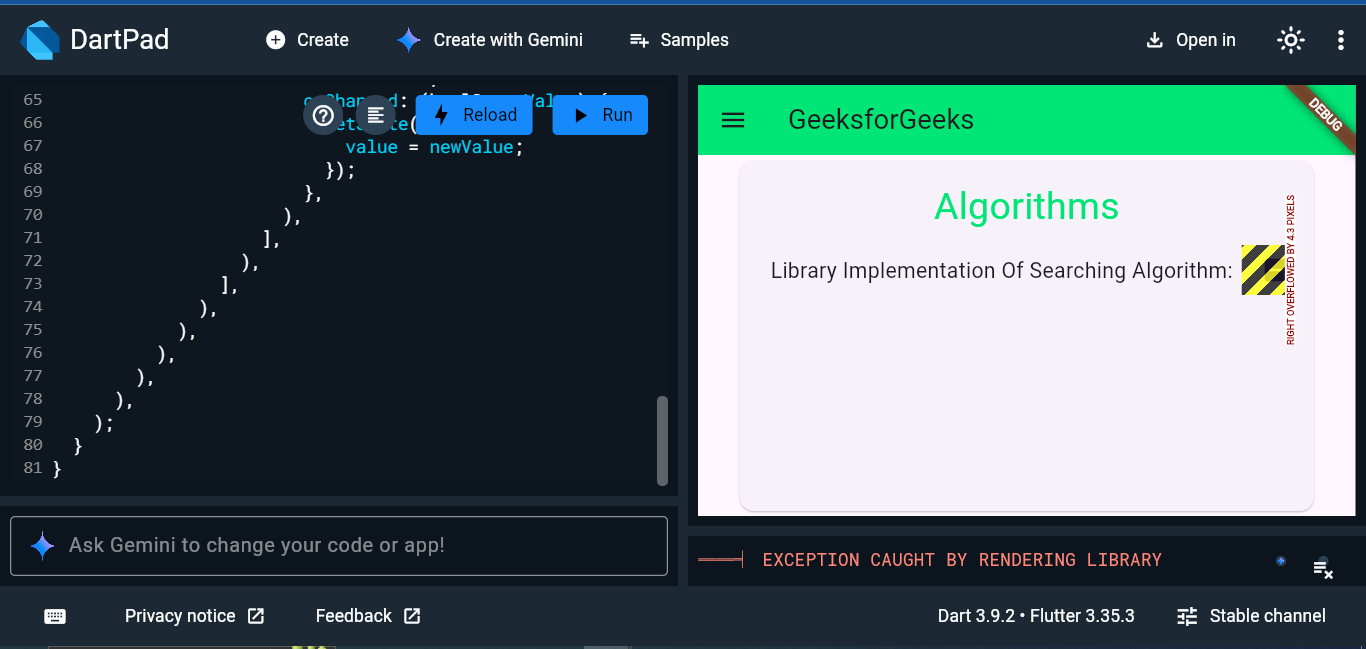 DartPad
Create
Create with Gemini
Samples
Open in
65
66
67 value = newValue;
68 });
69 },
70 ),
71 ],
72 ),
73 ],
74 ),
75 ),
76 ),
77 ),
78 ),
79 );
80 }
81 }
Reload
Run
Ask Gemini to change your code or app!
GeeksforGeeks
DEBUG
Algorithms
Library Implementation Of Searching Algorithm:
RIGHT OVERFLOWED BY 4.3 PIXELS
EXCEPTION CAUGHT BY RENDERING LIBRARY
Privacy notice
Feedback
Dart 3.9.2 • Flutter 3.35.3
Stable channel